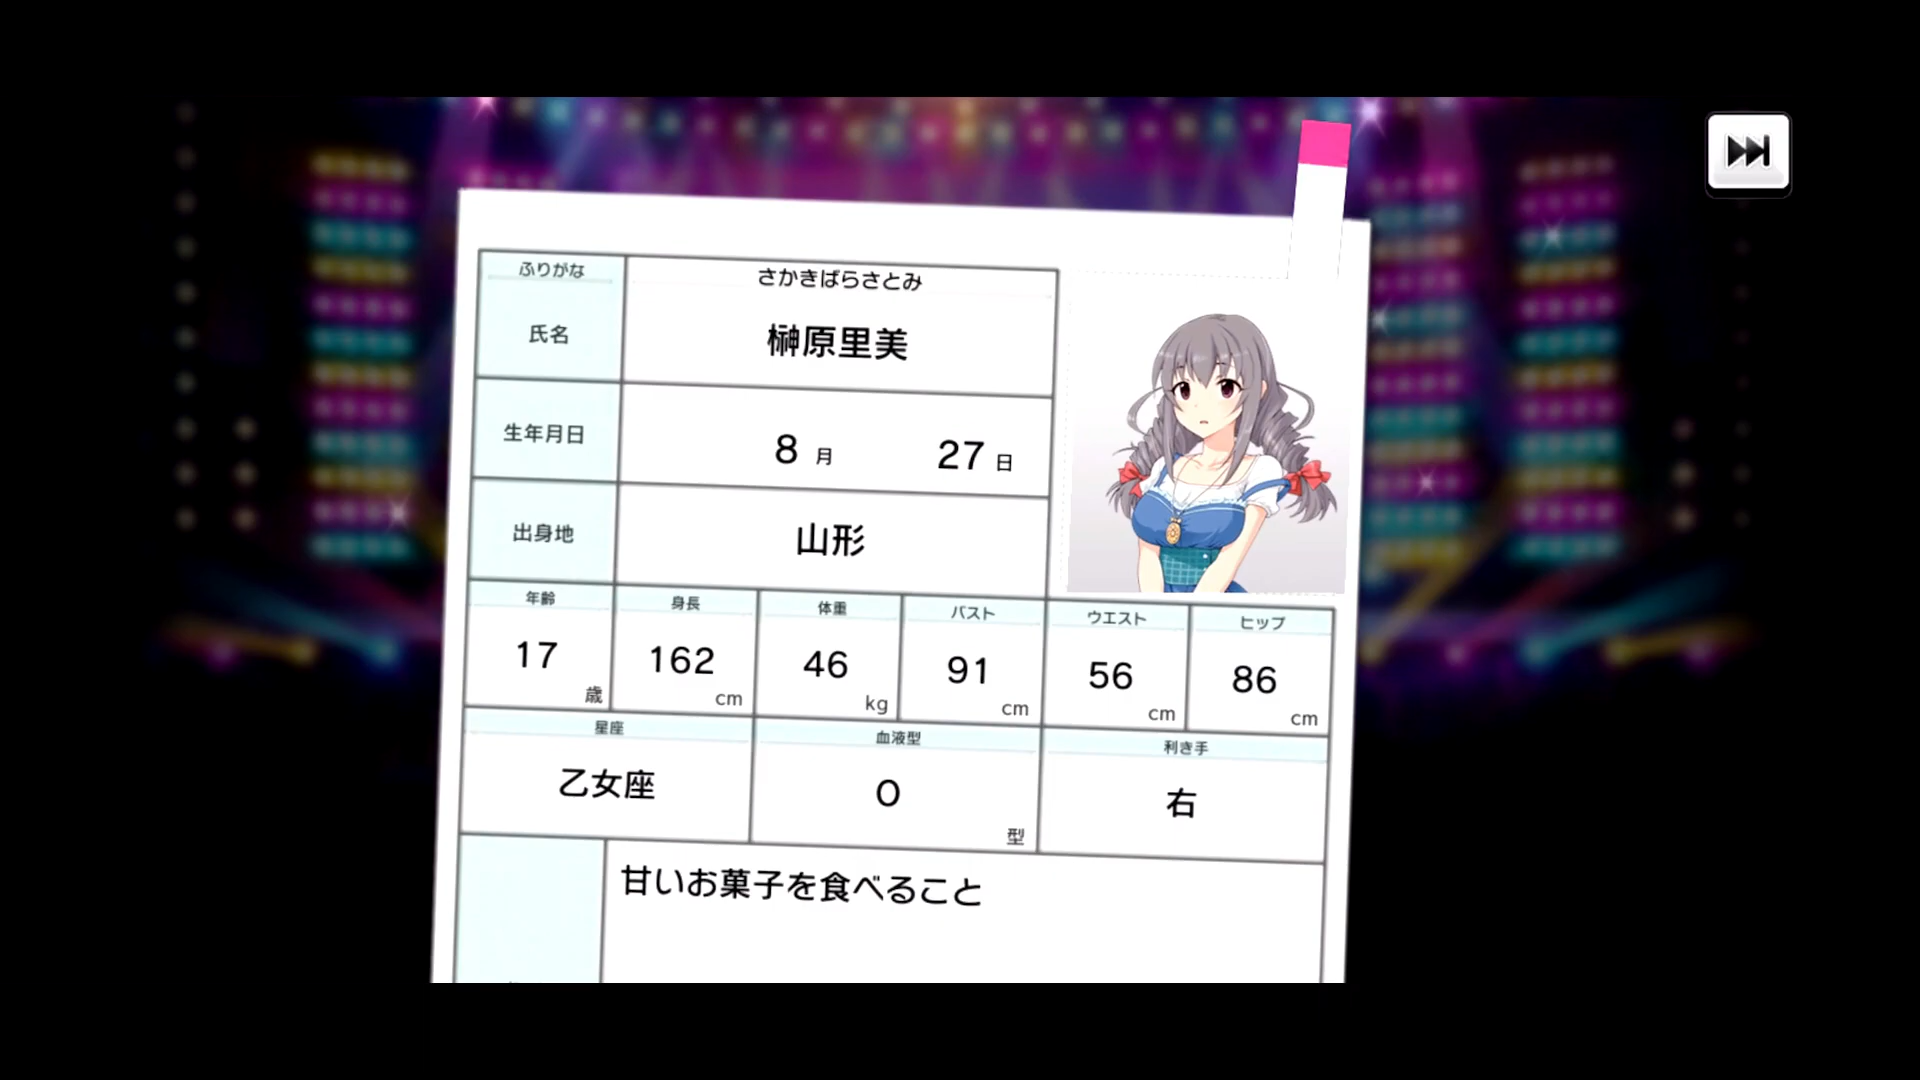 ふりがな
さかきばらさとみ
氏名
榊原里美
生年月日
8 月 27 日
出身地
山形
年齢 身長 体重 バスト ウエスト ヒップ
17 歳 162 cm 46 kg 91 cm 56 cm 86 cm
星座 血液型 利き手
乙女座 O 型 右
甘いお菓子を食べること